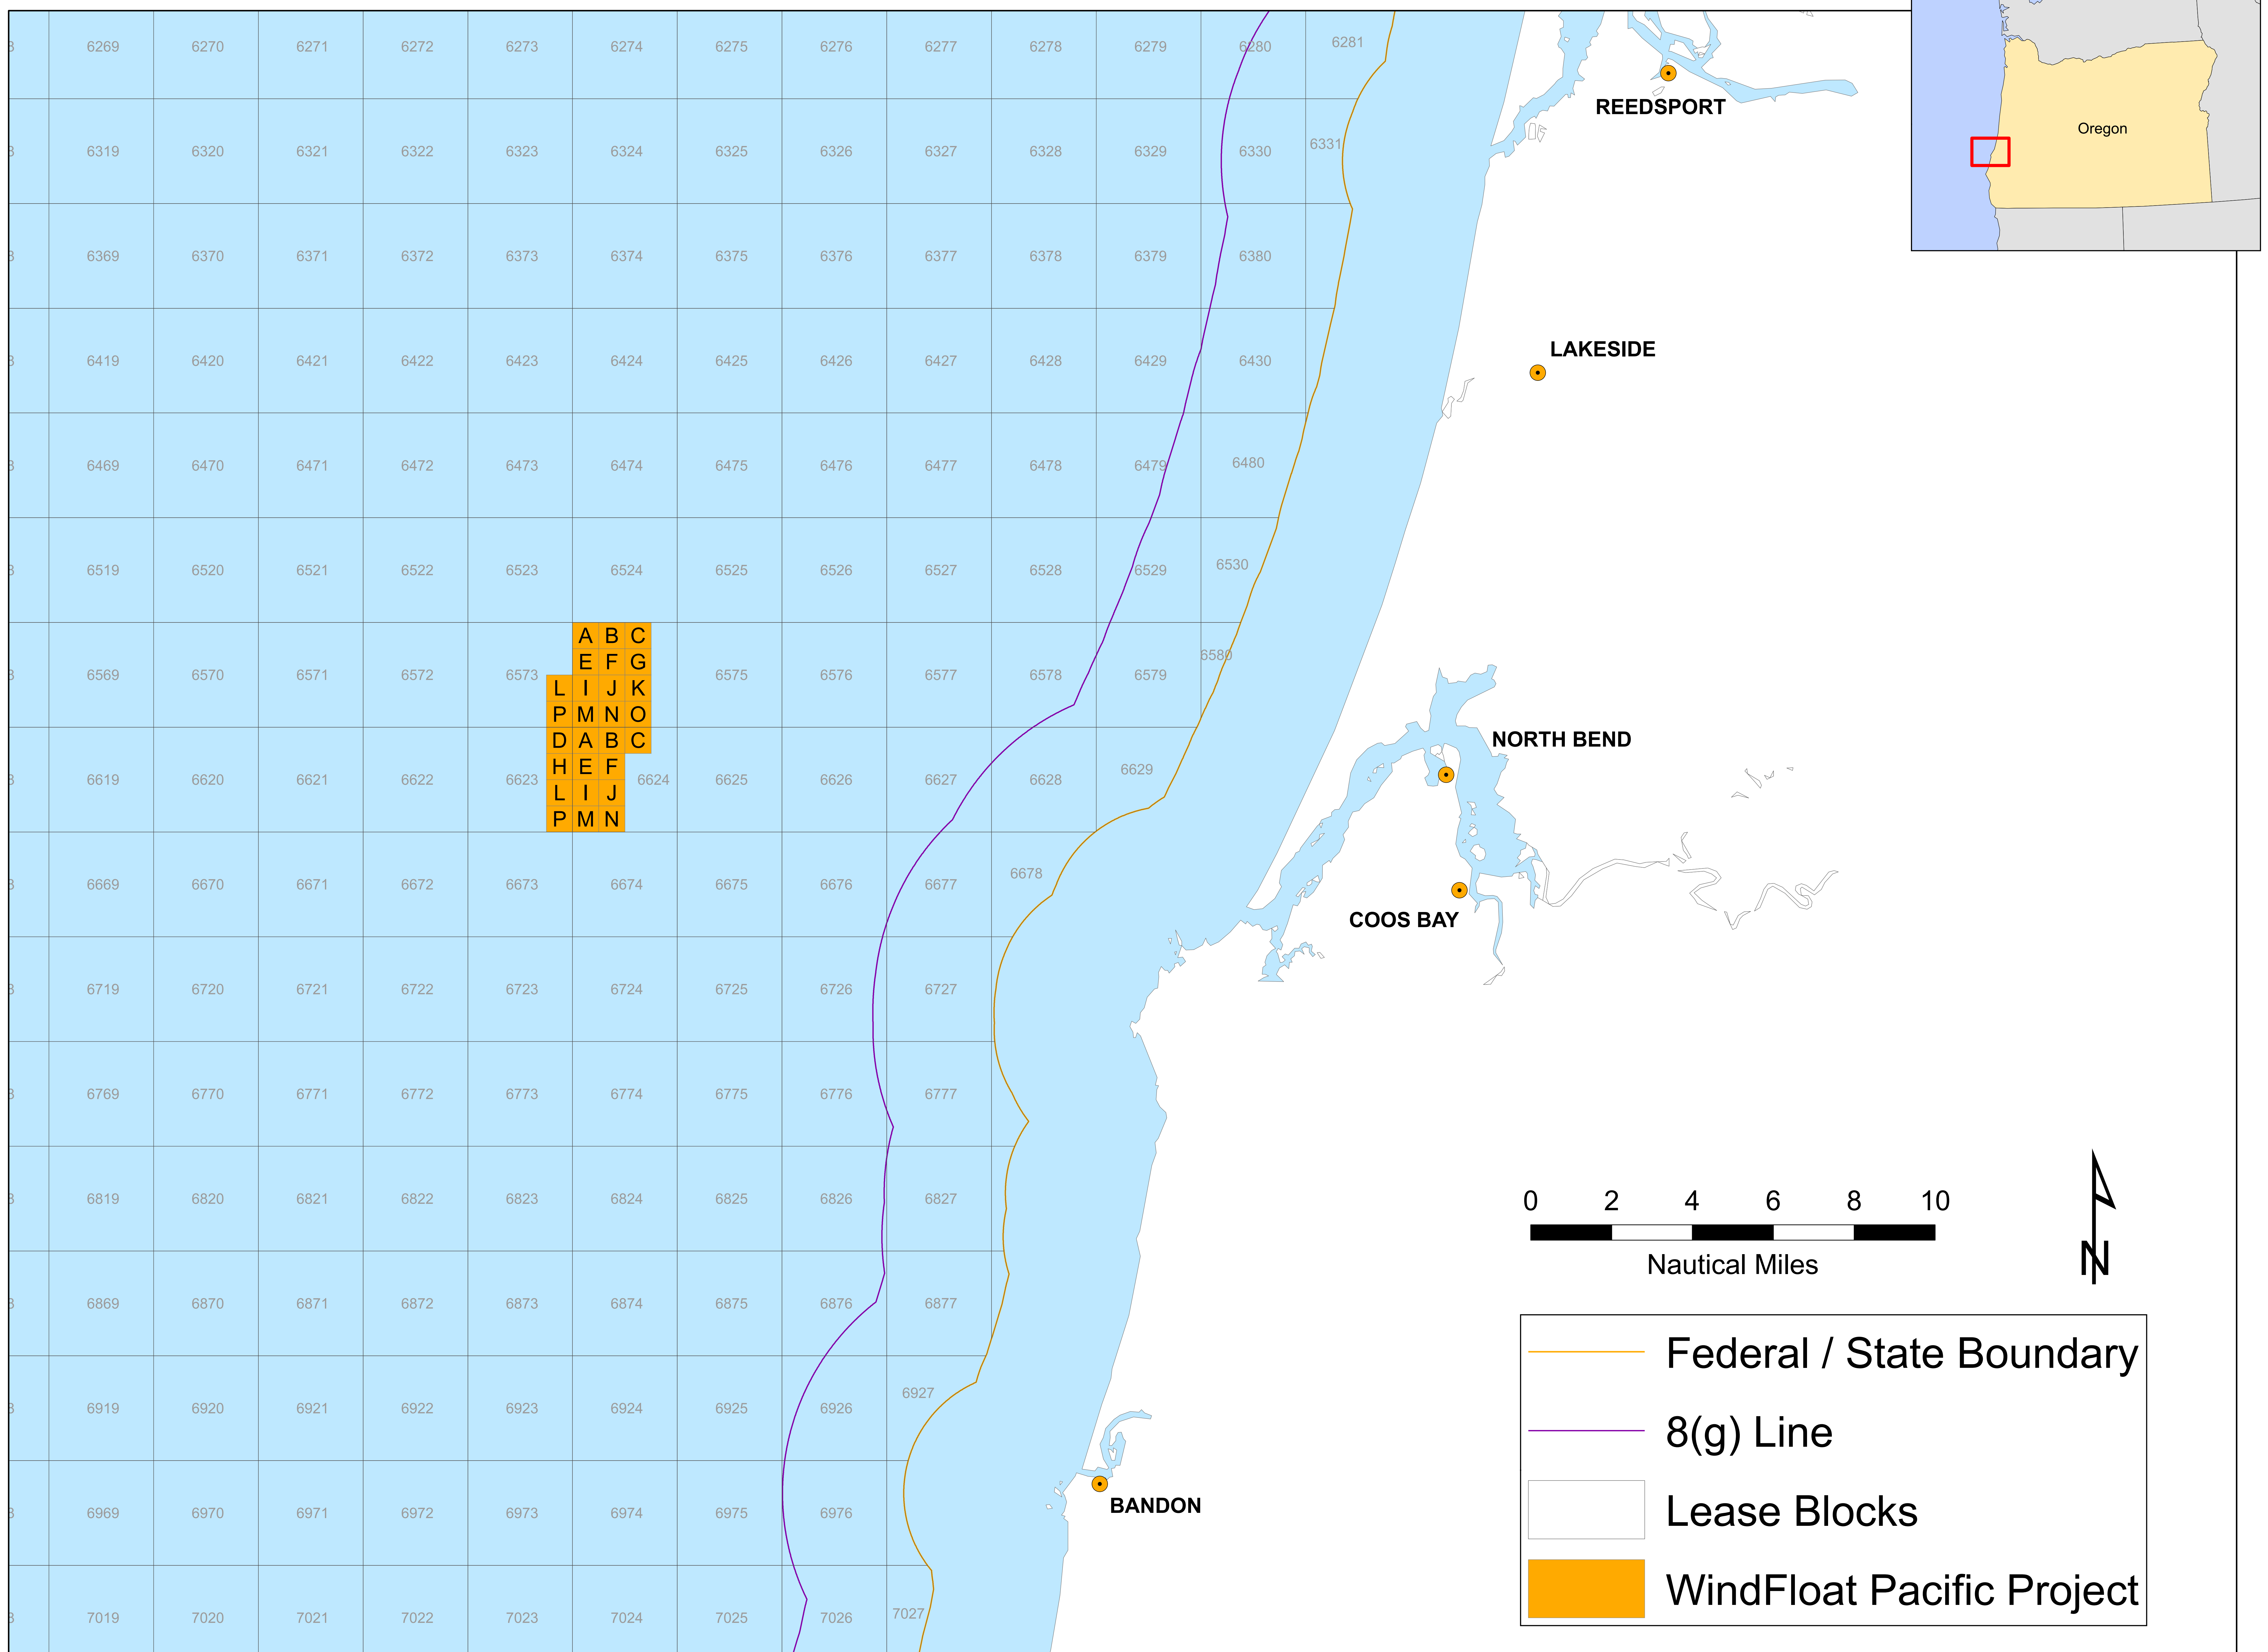 6269 6270 6271 6272 6273 6274 6275 6276 6277 6278 6279 6280 6281
REEDSPORT
Oregon
6319 6320 6321 6322 6323 6324 6325 6326 6327 6328 6329 6330 6331
6369 6370 6371 6372 6373 6374 6375 6376 6377 6378 6379 6380
LAKESIDE
6419 6420 6421 6422 6423 6424 6425 6426 6427 6428 6429 6430
6469 6470 6471 6472 6473 6474 6475 6476 6477 6478 6479 6480
6519 6520 6521 6522 6523 6524 6525 6526 6527 6528 6529 6530
A B C
E F G
6569 6570 6571 6572 6573 6575 6576 6577 6578 6579 6580
L I J K
P M N O
D A B C
NORTH BEND
H E F
6619 6620 6621 6622 6623 6624 6625 6626 6627 6628 6629
L I J
P M N
6669 6670 6671 6672 6673 6674 6675 6676 6677 6678
COOS BAY
6719 6720 6721 6722 6723 6724 6725 6726 6727
6769 6770 6771 6772 6773 6774 6775 6776 6777
6819 6820 6821 6822 6823 6824 6825 6826 6827
0 2 4 6 8 10
Nautical Miles
N
6869 6870 6871 6872 6873 6874 6875 6876 6877
6919 6920 6921 6922 6923 6924 6925 6926 6927
6969 6970 6971 6972 6973 6974 6975 6976
BANDON
7019 7020 7021 7022 7023 7024 7025 7026 7027
Federal / State Boundary
8(g) Line
Lease Blocks
WindFloat Pacific Project